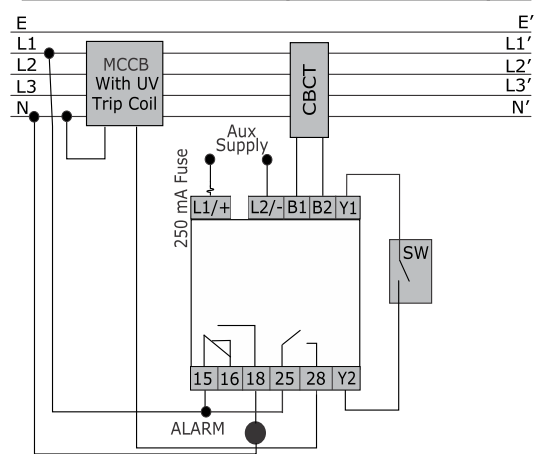 E E′
L1 L1′
L2 L2′
L3 L3′
N N′
MCCB
With UV
Trip Coil
CBCT
Aux
Supply
250 mA Fuse
L1/+ L2/- B1 B2 Y1
SW
15 16 18 25 28 Y2
ALARM